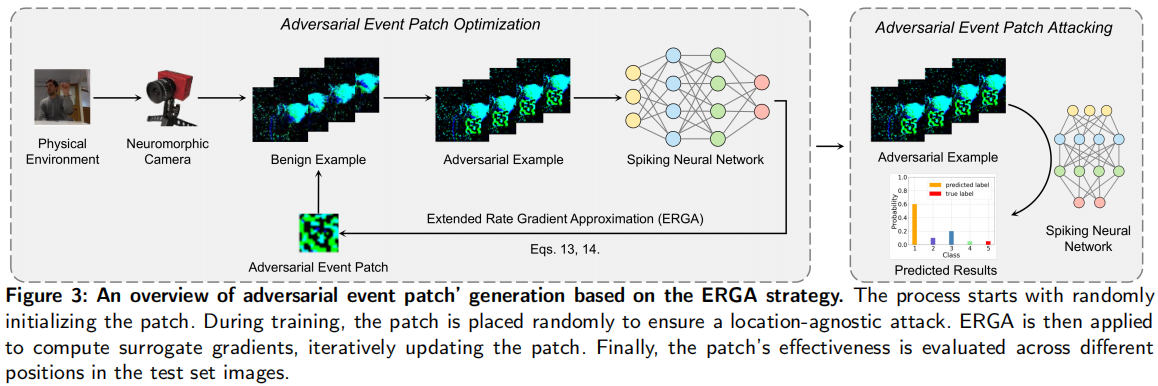 Adversarial Event Patch Optimization
Physical
Environment
Neuromorphic
Camera
Benign Example
Adversarial Example
Spiking Neural Network
Extended Rate Gradient Approximation (ERGA)
Eqs. 13, 14.
Adversarial Event Patch
Adversarial Event Patch Attacking
Adversarial Example
Probability
1.0
0.8
0.6
0.4
0.2
0.0
predicted label
true label
1 2 3 4 5
Class
Predicted Results
Spiking Neural
Network
Figure 3: An overview of adversarial event patch' generation based on the ERGA strategy. The process starts with randomly
initializing the patch. During training, the patch is placed randomly to ensure a location-agnostic attack. ERGA is then applied
to compute surrogate gradients, iteratively updating the patch. Finally, the patch's effectiveness is evaluated across different
positions in the test set images.